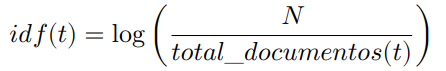 idf(t) = log ( N / total_documentos(t) )